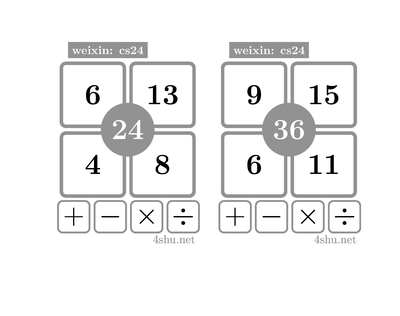 weixin: cs24
6 13
24
4 8
+ − × ÷
4shu.net
weixin: cs24
9 15
36
6 11
+ − × ÷
4shu.net